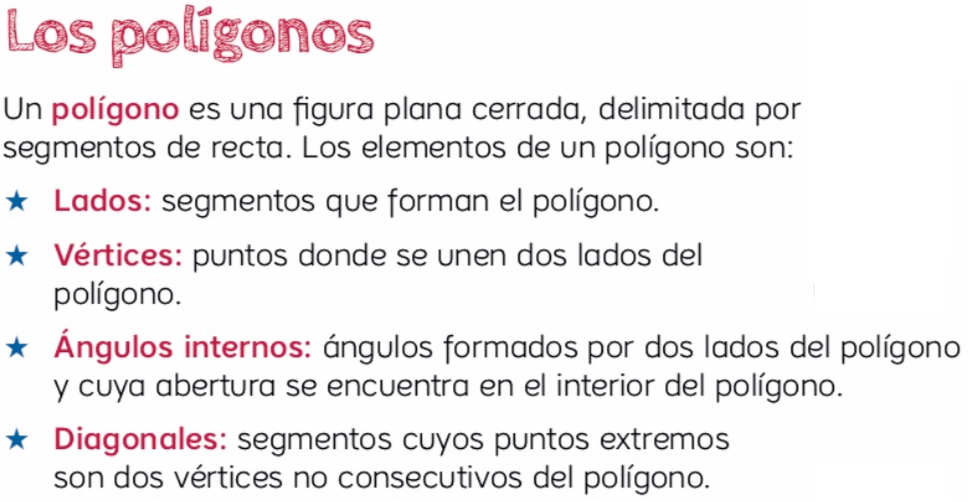 Los polígonos
Un polígono es una figura plana cerrada, delimitada por
segmentos de recta. Los elementos de un polígono son:
★ Lados: segmentos que forman el polígono.
★ Vértices: puntos donde se unen dos lados del
polígono.
★ Ángulos internos: ángulos formados por dos lados del polígono
y cuya abertura se encuentra en el interior del polígono.
★ Diagonales: segmentos cuyos puntos extremos
son dos vértices no consecutivos del polígono.